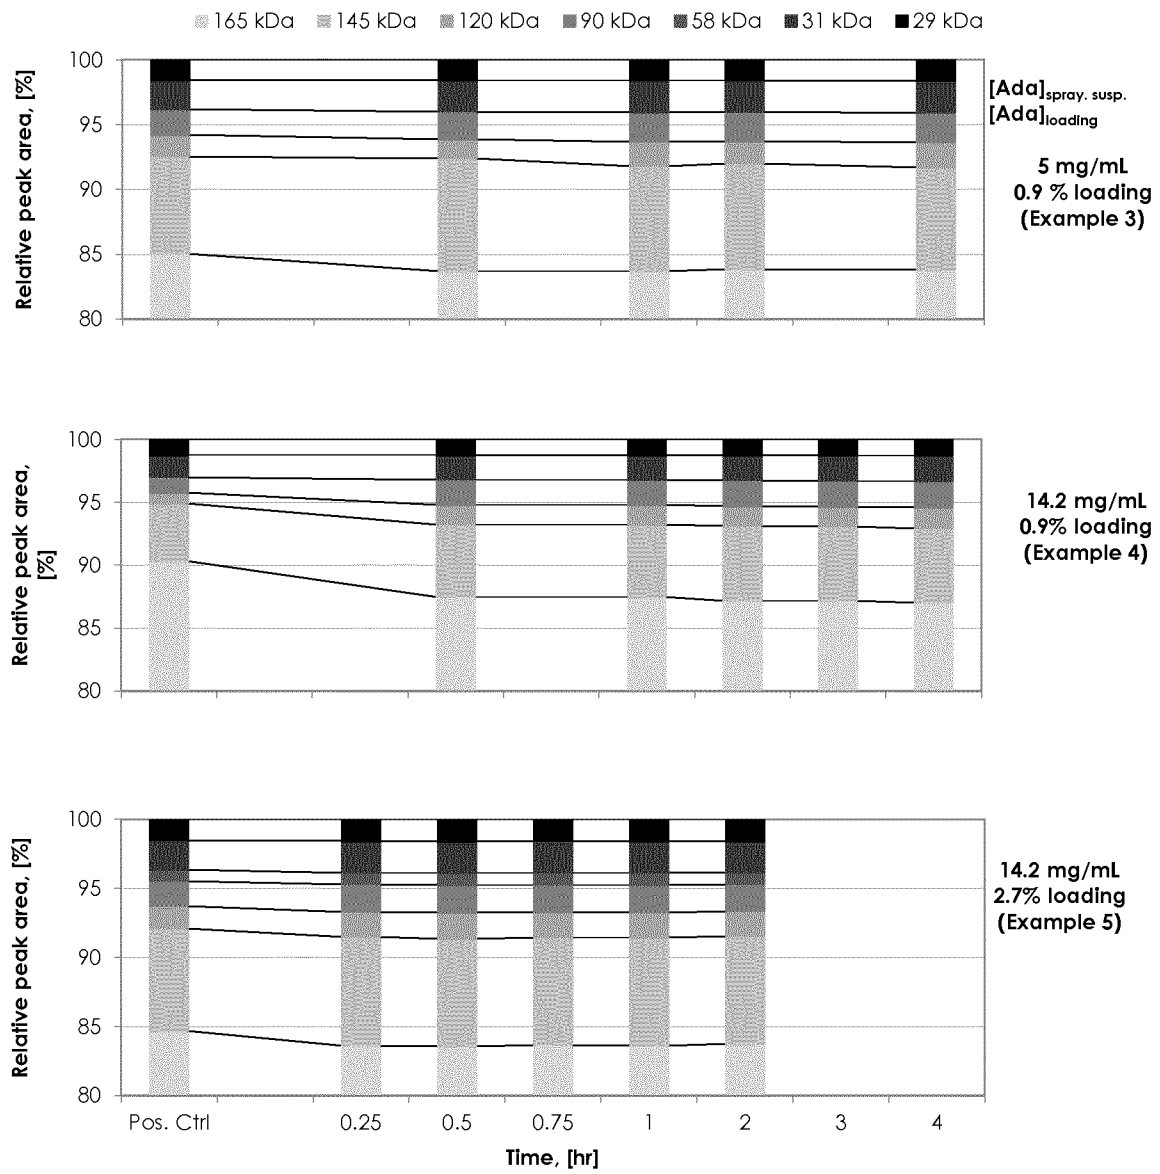 165 kDa 145 kDa 120 kDa 90 kDa 58 kDa 31 kDa 29 kDa
Relative peak area, [%]
100
95
90
85
80
[Ada]spray. susp.
[Ada]loading
5 mg/mL
0.9 % loading
(Example 3)
Relative peak area,
[%]
100
95
90
85
80
14.2 mg/mL
0.9% loading
(Example 4)
Relative peak area, [%]
100
95
90
85
80
14.2 mg/mL
2.7% loading
(Example 5)
Pos. Ctrl 0.25 0.5 0.75 1 2 3 4
Time, [hr]